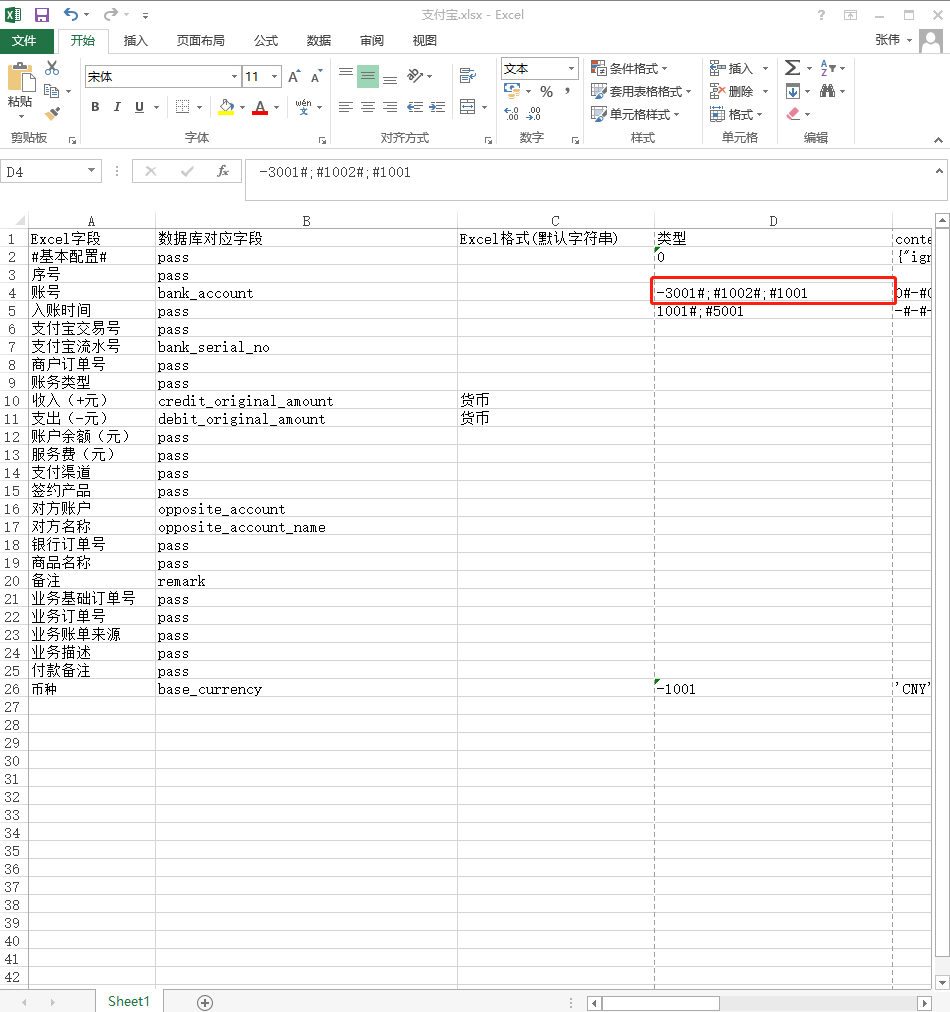 支付宝.xlsx - Excel
文件 开始 插入 页面布局 公式 数据 审阅 视图 张伟
宋体 11 文本 条件格式 插入
粘贴 套用表格格式 删除
B I U A wén 文 % 单元格样式 格式
剪贴板 字体 对齐方式 数字 样式 单元格 编辑
D4 fx -3001#;#1002#;#1001
A B C D
1 Excel字段 数据库对应字段 Excel格式(默认字符串) 类型 conte
2 #基本配置# pass 0 {"ign
3 序号 pass
4 账号 bank_account -3001#;#1002#;#1001 0#-#0
5 入账时间 pass 1001#;#5001 -#-#-
6 支付宝交易号 pass
7 支付宝流水号 bank_serial_no
8 商户订单号 pass
9 账务类型 pass
10 收入（+元） credit_original_amount 货币
11 支出（-元） debit_original_amount 货币
12 账户余额（元） pass
13 服务费（元） pass
14 支付渠道 pass
15 签约产品 pass
16 对方账户 opposite_account
17 对方名称 opposite_account_name
18 银行订单号 pass
19 商品名称 pass
20 备注 remark
21 业务基础订单号 pass
22 业务订单号 pass
23 业务账单来源 pass
24 业务描述 pass
25 付款备注 pass
26 币种 base_currency -1001 'CNY'
27
28
29
30
31
32
33
34
35
36
37
38
39
40
41
42
Sheet1